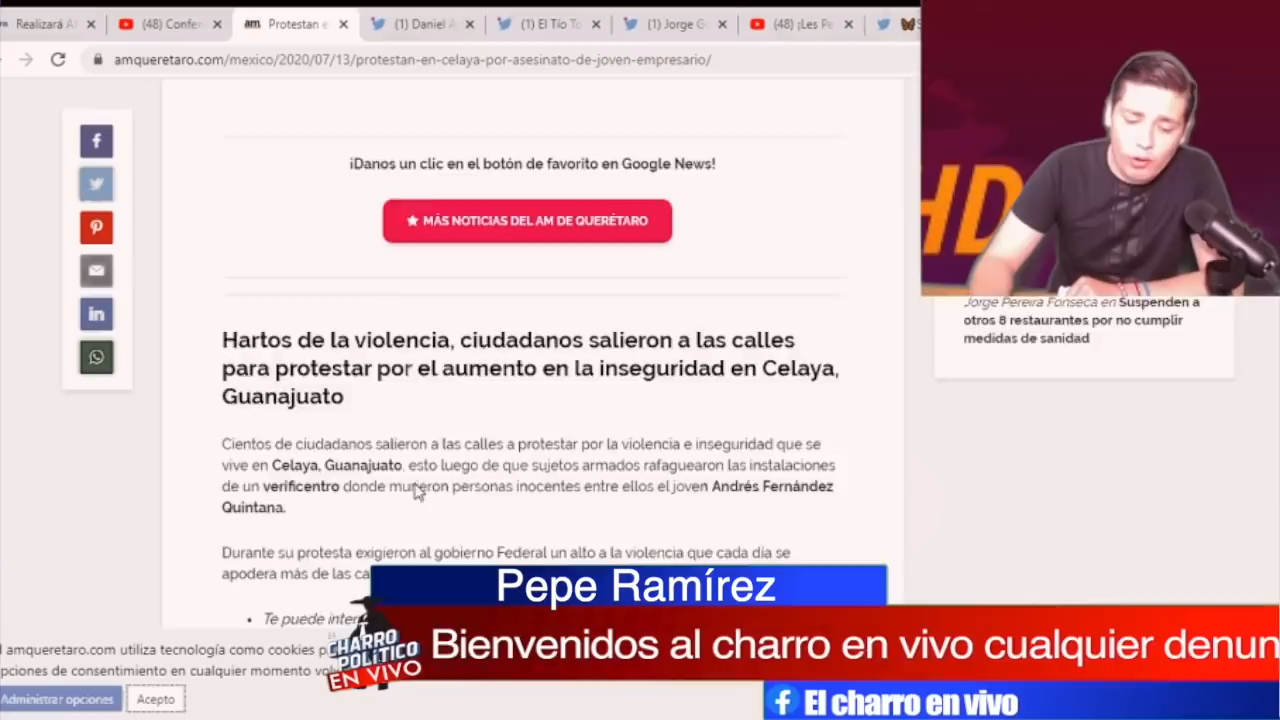 Realizará
(48) Confer
am Protestan e
(1) Daniel
(1) El Tío To
(1) Jorge G
(48) ¡Les Pe
amqueretaro.com/mexico/2020/07/13/protestan-en-celaya-por-asesinato-de-joven-empresario/
¡Danos un clic en el botón de favorito en Google News!
★ MÁS NOTICIAS DEL AM DE QUERÉTARO
HD
Jorge Pereira Fonseca en Suspenden a
otros 8 restaurantes por no cumplir
medidas de sanidad
Hartos de la violencia, ciudadanos salieron a las calles
para protestar por el aumento en la inseguridad en Celaya,
Guanajuato
Cientos de ciudadanos salieron a las calles a protestar por la violencia e inseguridad que se
vive en Celaya, Guanajuato, esto luego de que sujetos armados rafaguearon las instalaciones
de un verificentro donde murieron personas inocentes entre ellos el joven Andrés Fernández
Quintana.
Durante su protesta exigieron al gobierno Federal un alto a la violencia que cada día se
apodera más de las ca
• Te puede inter
Pepe Ramírez
CHARRO
POLÍTICO
EN VIVO
Bienvenidos al charro en vivo cualquier denun
El charro en vivo
amqueretaro.com utiliza tecnología como cookies p
pciones de consentimiento en cualquier momento vo
Administrar opciones
Acepto